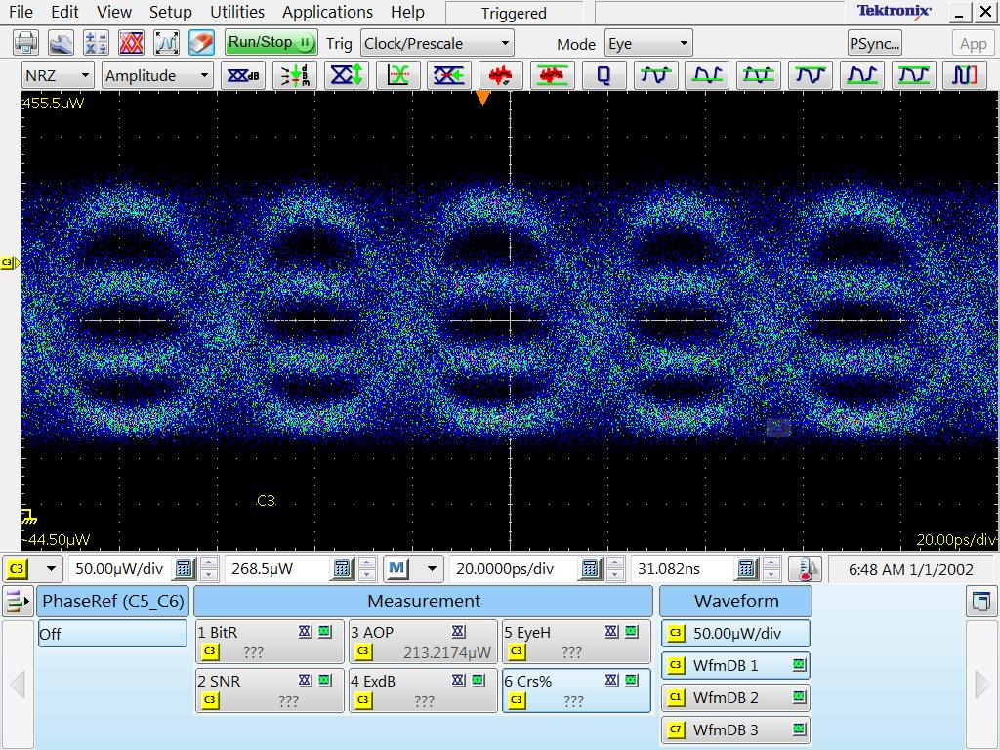 File Edit View Setup Utilities Applications Help Triggered Tektronix
Run/Stop Trig Clock/Prescale Mode Eye PSync... App
NRZ Amplitude dB dBm Q
455.5µW
C3
C3
-44.50µW 20.00ps/div
C3 50.00µW/div 268.5µW M 20.0000ps/div 31.082ns 6:48 AM 1/1/2002
PhaseRef (C5_C6) Measurement Waveform
Off 1 BitR 3 AOP 5 EyeH C3 50.00µW/div
C3 ??? C3 213.2174µW C3 ???
C3 WfmDB 1
2 SNR 4 ExdB 6 Crs%
C3 ??? C3 ??? C3 ??? C1 WfmDB 2
C7 WfmDB 3